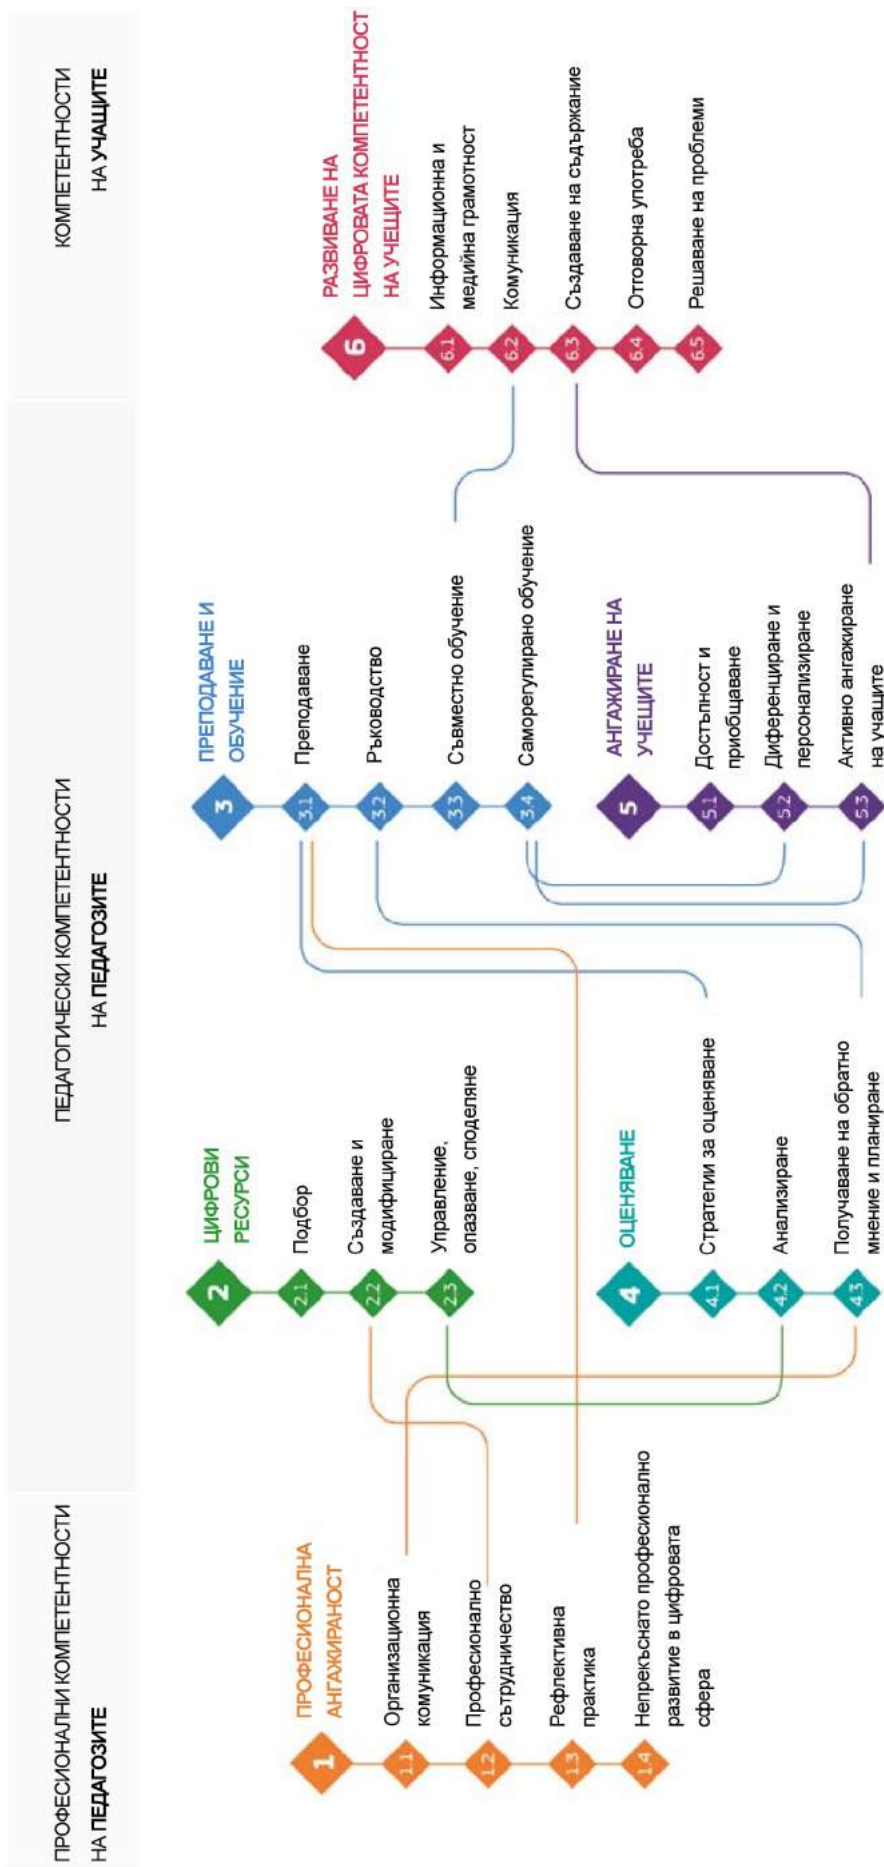 ПРОФЕСИОНАЛНИ КОМПЕТЕНТНОСТИ
НА ПЕДАГОЗИТЕ
ПЕДАГОГИЧЕСКИ КОМПЕТЕНТНОСТИ
НА ПЕДАГОЗИТЕ
КОМПЕТЕНТНОСТИ
НА УЧАЩИТЕ
1
ПРОФЕСИОНАЛНА
АНГАЖИРАНОСТ
1.1
Организационна
комуникация
1.2
Професионално
сътрудничество
1.3
Рефлективна
практика
1.4
Непрекъснато професионално
развитие в цифровата
сфера
2
ЦИФРОВИ
РЕСУРСИ
2.1
Подбор
2.2
Създаване и
модифициране
2.3
Управление,
опазване, споделяне
4
ОЦЕНЯВАНЕ
4.1
Стратегии за оценяване
4.2
Анализиране
4.3
Получаване на обратно
мнение и планиране
3
ПРЕПОДАВАНЕ И
ОБУЧЕНИЕ
3.1
Преподаване
3.2
Ръководство
3.3
Съвместно обучение
3.4
Саморегулирано обучение
5
АНГАЖИРАНЕ НА
УЧЕЩИТЕ
5.1
Достъпност и
приобщаване
5.2
Диференциране и
персонализиране
5.3
Активно ангажиране
на учащите
6
РАЗВИВАНЕ НА
ЦИФРОВАТА КОМПЕТЕНТНОСТ
НА УЧЕЩИТЕ
6.1
Информационна и
медийна грамотност
6.2
Комуникация
6.3
Създаване на съдържание
6.4
Отговорна употреба
6.5
Решаване на проблеми